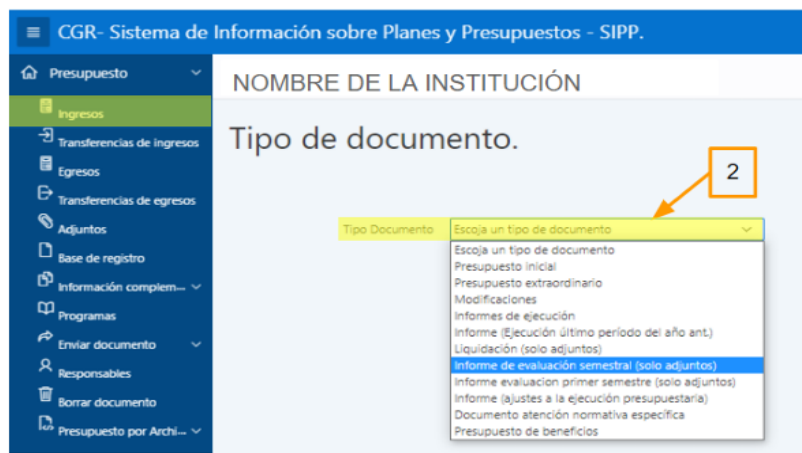 CGR- Sistema de Información sobre Planes y Presupuestos - SIPP.
Presupuesto
Ingresos
Transferencias de ingresos
Egresos
Transferencias de egresos
Adjuntos
Base de registro
Información complem...
Programas
Enviar documento
Responsables
Borrar documento
Presupuesto por Archi...
NOMBRE DE LA INSTITUCIÓN
Tipo de documento.
2
Tipo Documento Escoja un tipo de documento
Escoja un tipo de documento
Presupuesto inicial
Presupuesto extraordinario
Modificaciones
Informes de ejecución
Informe (Ejecución último período del año ant.)
Liquidación (solo adjuntos)
Informe de evaluación semestral (solo adjuntos)
Informe evaluacion primer semestre (solo adjuntos)
Informe (ajustes a la ejecución presupuestaria)
Documento atención normativa específica
Presupuesto de beneficios